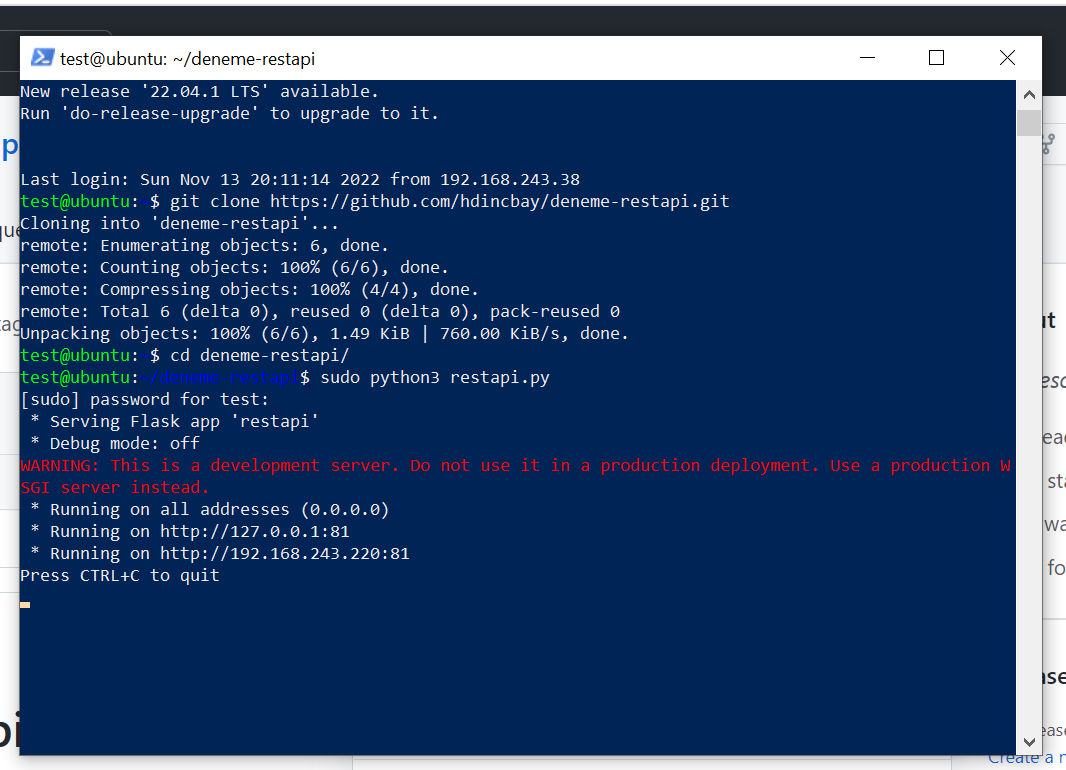 test@ubuntu: ~/deneme-restapi
New release '22.04.1 LTS' available.
Run 'do-release-upgrade' to upgrade to it.
Last login: Sun Nov 13 20:11:14 2022 from 192.168.243.38
test@ubuntu:~$ git clone https://github.com/hdincbay/deneme-restapi.git
Cloning into 'deneme-restapi'...
remote: Enumerating objects: 6, done.
remote: Counting objects: 100% (6/6), done.
remote: Compressing objects: 100% (4/4), done.
remote: Total 6 (delta 0), reused 0 (delta 0), pack-reused 0
Unpacking objects: 100% (6/6), 1.49 KiB | 760.00 KiB/s, done.
test@ubuntu:~$ cd deneme-restapi/
test@ubuntu:~/deneme-restapi$ sudo python3 restapi.py
[sudo] password for test:
 * Serving Flask app 'restapi'
 * Debug mode: off
WARNING: This is a development server. Do not use it in a production deployment. Use a production W
SGI server instead.
 * Running on all addresses (0.0.0.0)
 * Running on http://127.0.0.1:81
 * Running on http://192.168.243.220:81
Press CTRL+C to quit
Create a